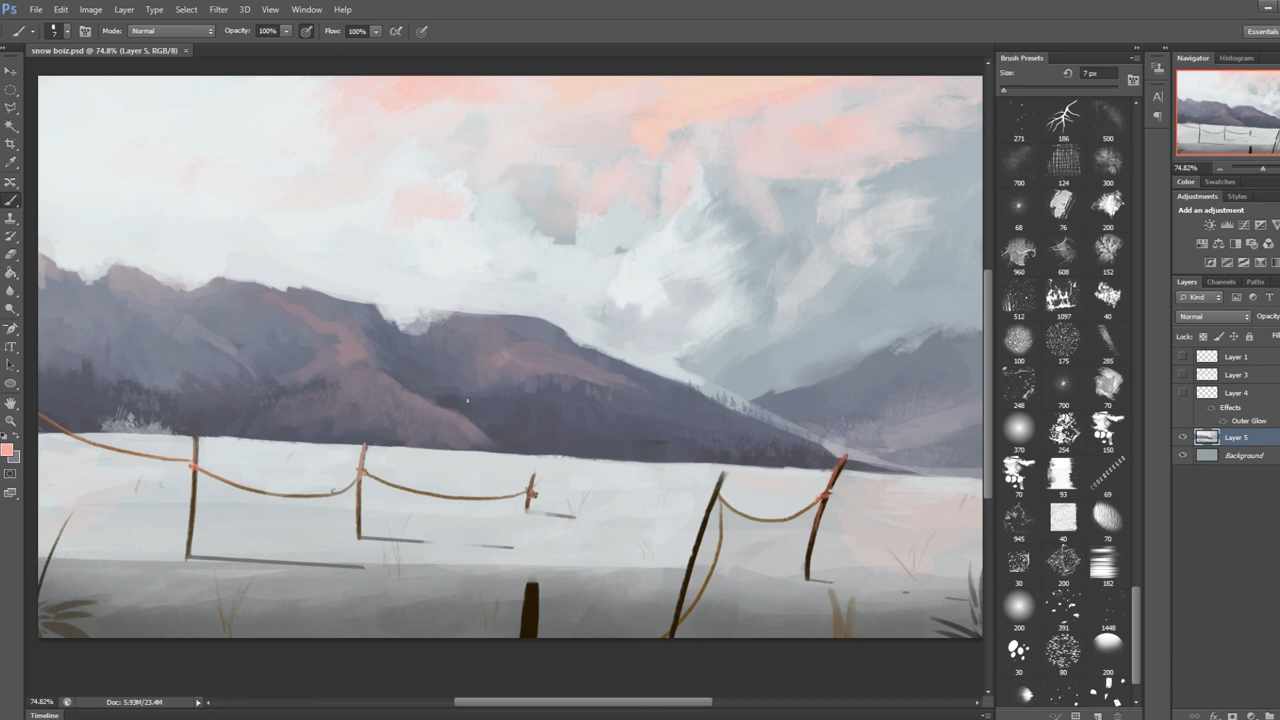 Ps File Edit Image Layer Type Select Filter 3D View Window Help
7 Mode: Normal Opacity: 100% Flow: 100% Essentials
snow boiz.psd @ 74.8% (Layer 5, RGB/8) ×
Brush Presets
Size: 7 px
271 186 500
700 124 300
68 76 200
960 608 152
512 1097 40
100 175 285
248 700 70
370 254 150
70 93 69
945 40 70
30 200 182
200 391 1448
30 80 200
Navigator Histogram
74.82%
Color Swatches
Adjustments Styles
Add an adjustment
Layers Channels Paths
Kind
Normal Opacity
Lock: Fil
Layer 1
Layer 3
Layer 4
Effects
Outer Glow
Layer 5
Background
74.82% Doc: 5.93M/23.4M
Timeline